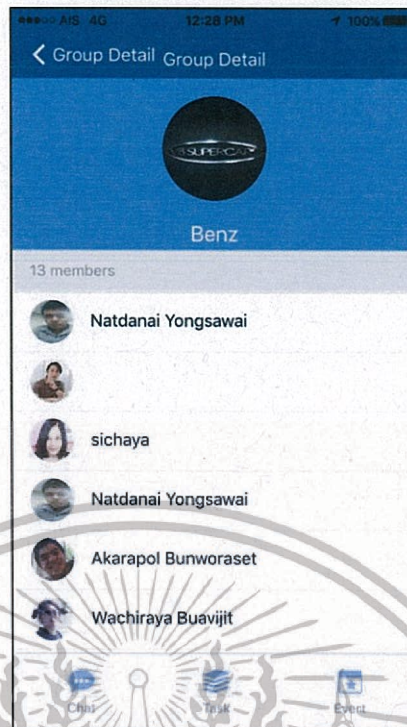 AIS 4G 12:28 PM 100%
Group Detail Group Detail
SUPERCAR
Benz
13 members
Natdanai Yongsawai
sichaya
Natdanai Yongsawai
Akarapol Bunworaset
Wachiraya Buavijit
Chat Task Event